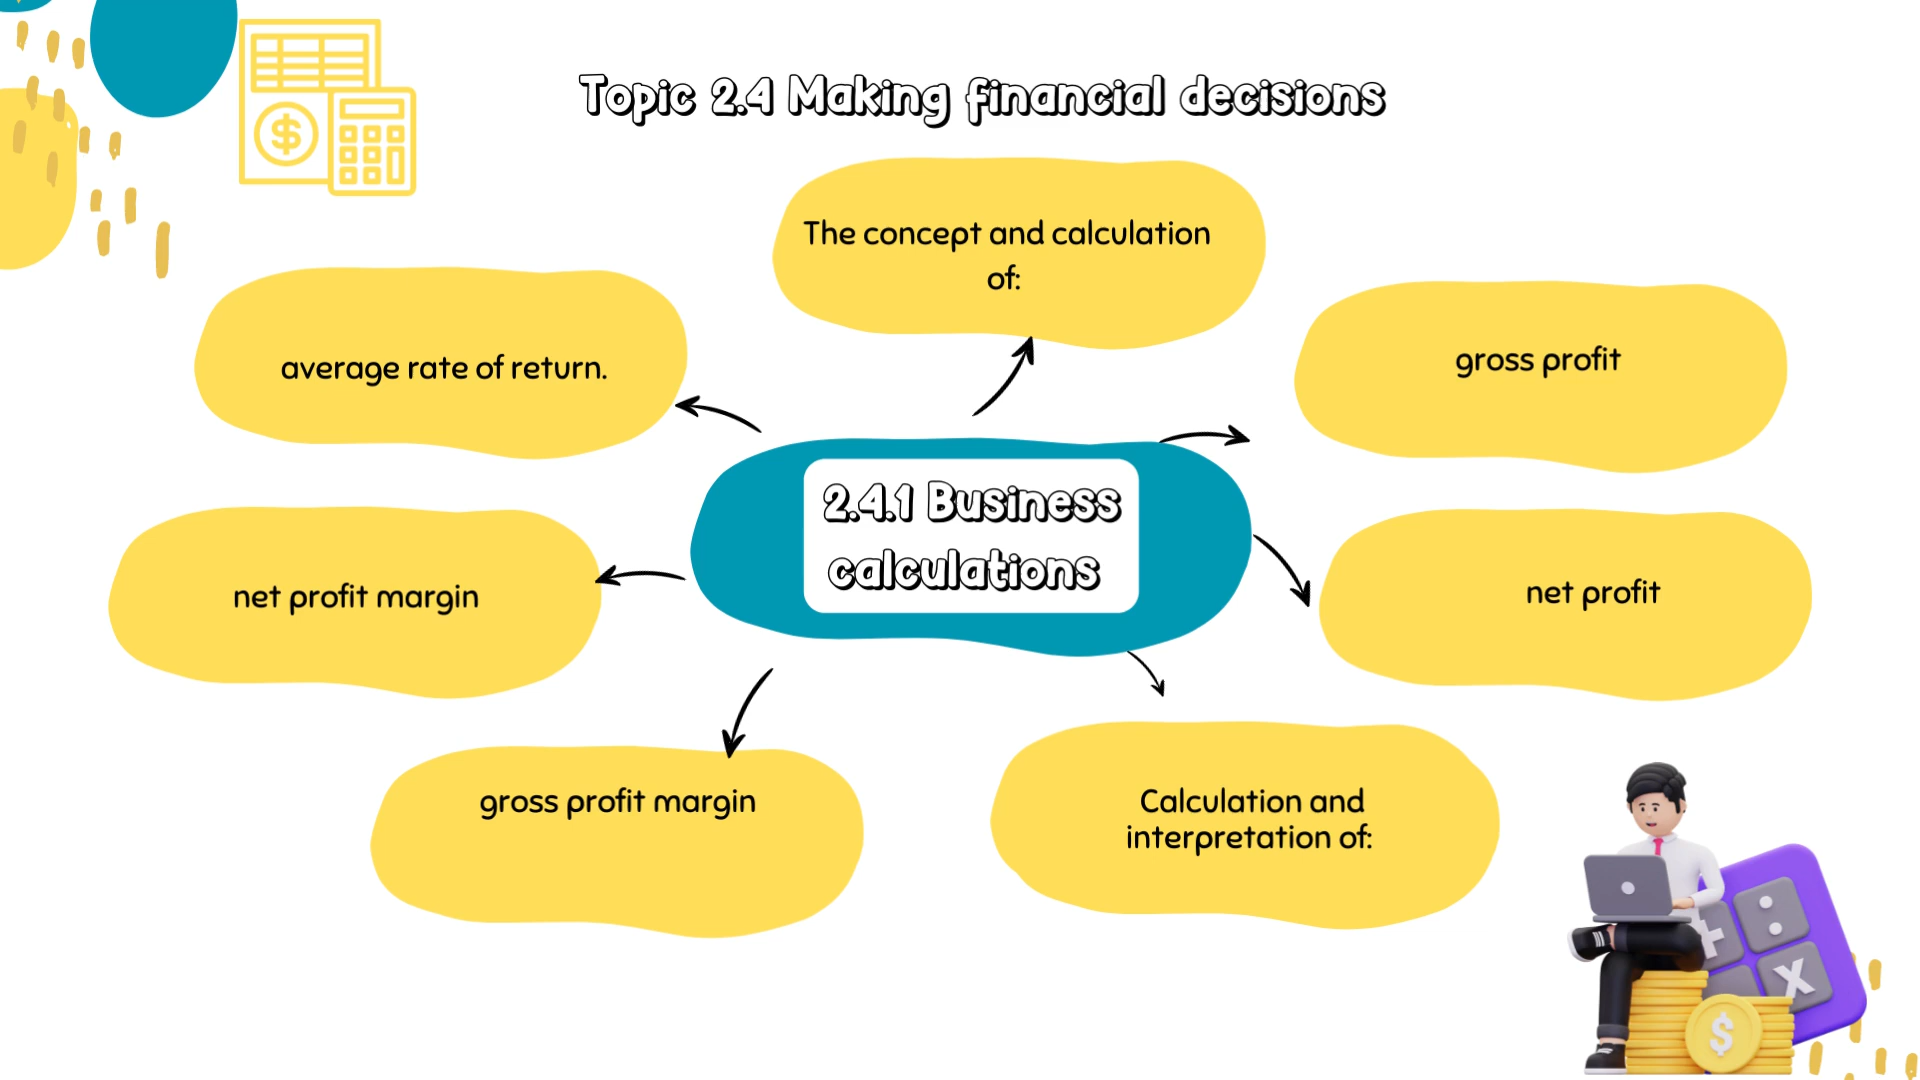 Topic 2.4 Making financial decisions
The concept and calculation
of:
gross profit
net profit
Calculation and
interpretation of:
gross profit margin
net profit margin
average rate of return.
2.4.1 Business
calculations